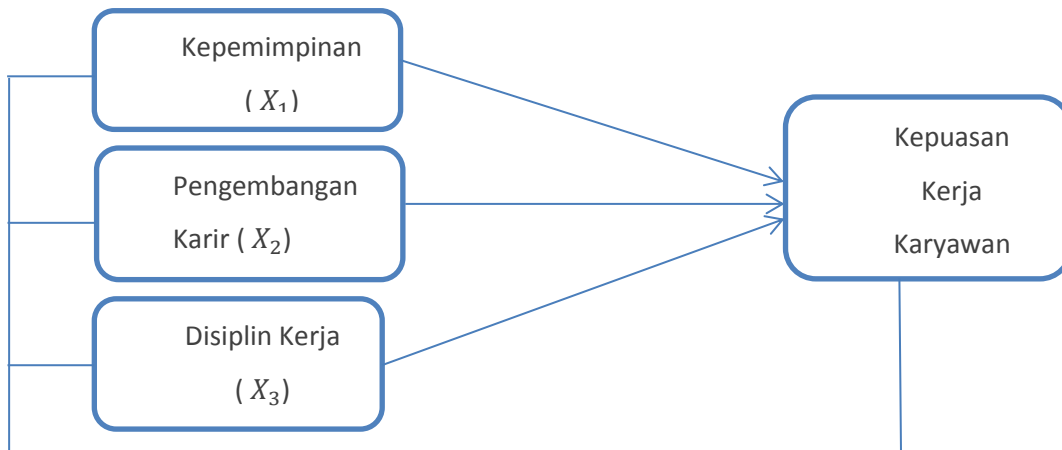 Kepemimpinan
( X₁)
Pengembangan
Karir ( X₂)
Disiplin Kerja
( X₃)
Kepuasan
Kerja
Karyawan